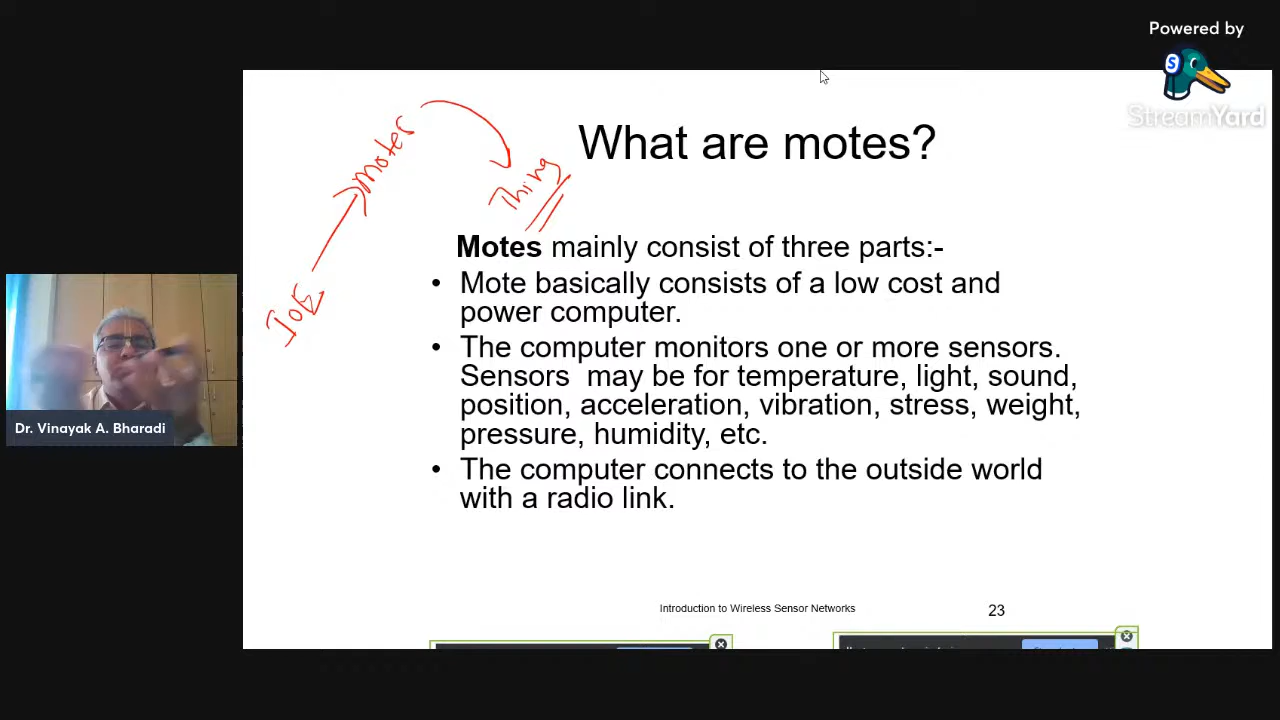 Powered by
StreamYard
What are motes?
Motes
Thing
IOE
Motes mainly consist of three parts:-
• Mote basically consists of a low cost and
power computer.
• The computer monitors one or more sensors.
Sensors may be for temperature, light, sound,
position, acceleration, vibration, stress, weight,
pressure, humidity, etc.
• The computer connects to the outside world
with a radio link.
Dr. Vinayak A. Bharadi
Introduction to Wireless Sensor Networks
23